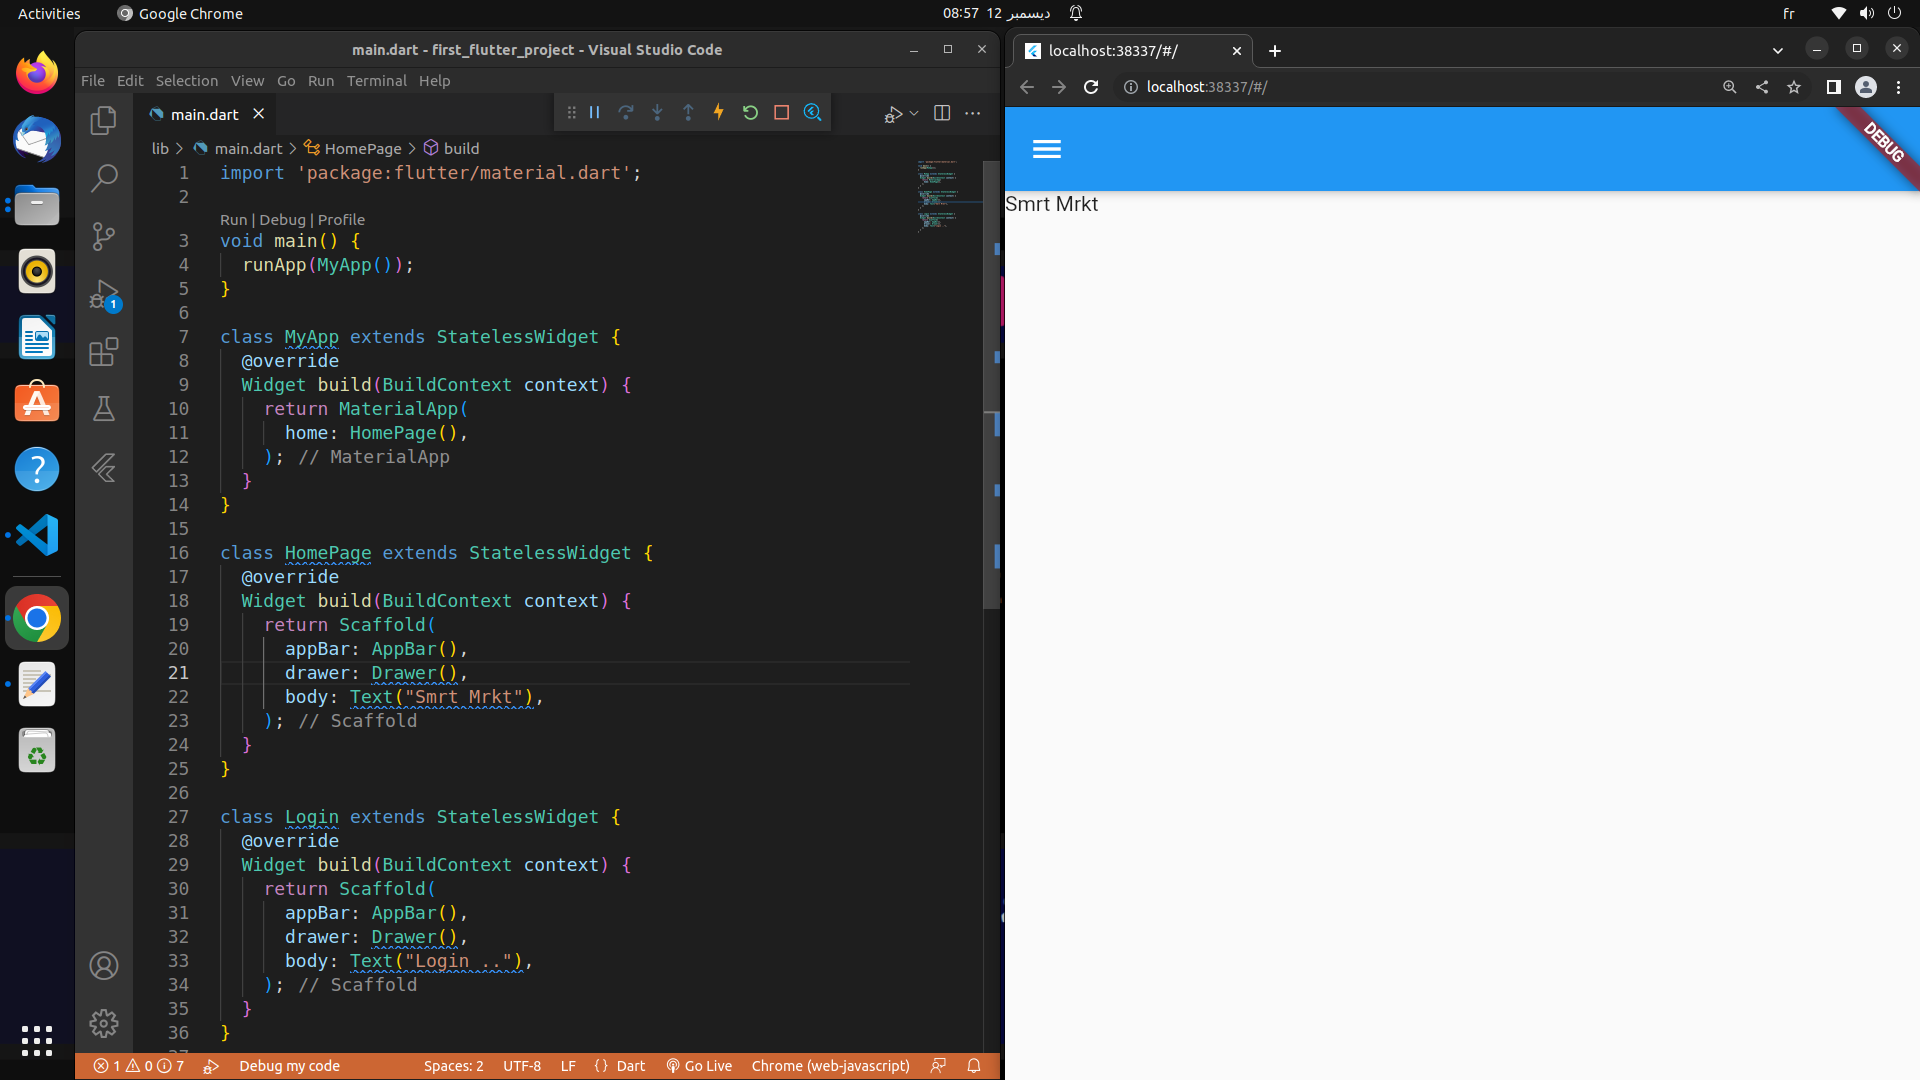 Activities
Google Chrome
08:57 12 ديسمبر
fr
main.dart - first_flutter_project - Visual Studio Code
File Edit Selection View Go Run Terminal Help
main.dart
lib > main.dart > HomePage > build
1 import 'package:flutter/material.dart';
2
Run | Debug | Profile
3 void main() {
4 runApp(MyApp());
5 }
6
7 class MyApp extends StatelessWidget {
8 @override
9 Widget build(BuildContext context) {
10 return MaterialApp(
11 home: HomePage(),
12 ); // MaterialApp
13 }
14 }
15
16 class HomePage extends StatelessWidget {
17 @override
18 Widget build(BuildContext context) {
19 return Scaffold(
20 appBar: AppBar(),
21 drawer: Drawer(),
22 body: Text("Smrt Mrkt"),
23 ); // Scaffold
24 }
25 }
26
27 class Login extends StatelessWidget {
28 @override
29 Widget build(BuildContext context) {
30 return Scaffold(
31 appBar: AppBar(),
32 drawer: Drawer(),
33 body: Text("Login .."),
34 ); // Scaffold
35 }
36 }
1
1 0 7 Debug my code Spaces: 2 UTF-8 LF {} Dart Go Live Chrome (web-javascript)
localhost:38337/#/
localhost:38337/#/
DEBUG
Smrt Mrkt